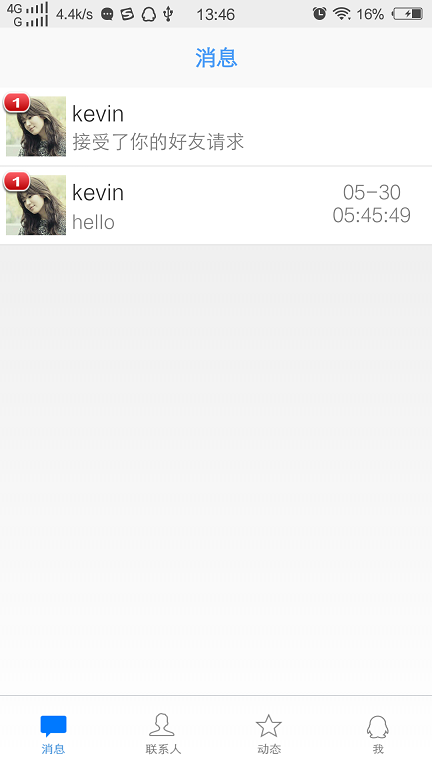 4G 4.4k/s 13:46 16%
G
消息
1
kevin
接受了你的好友请求
1
kevin 05-30
hello 05:45:49
消息 联系人 动态 我